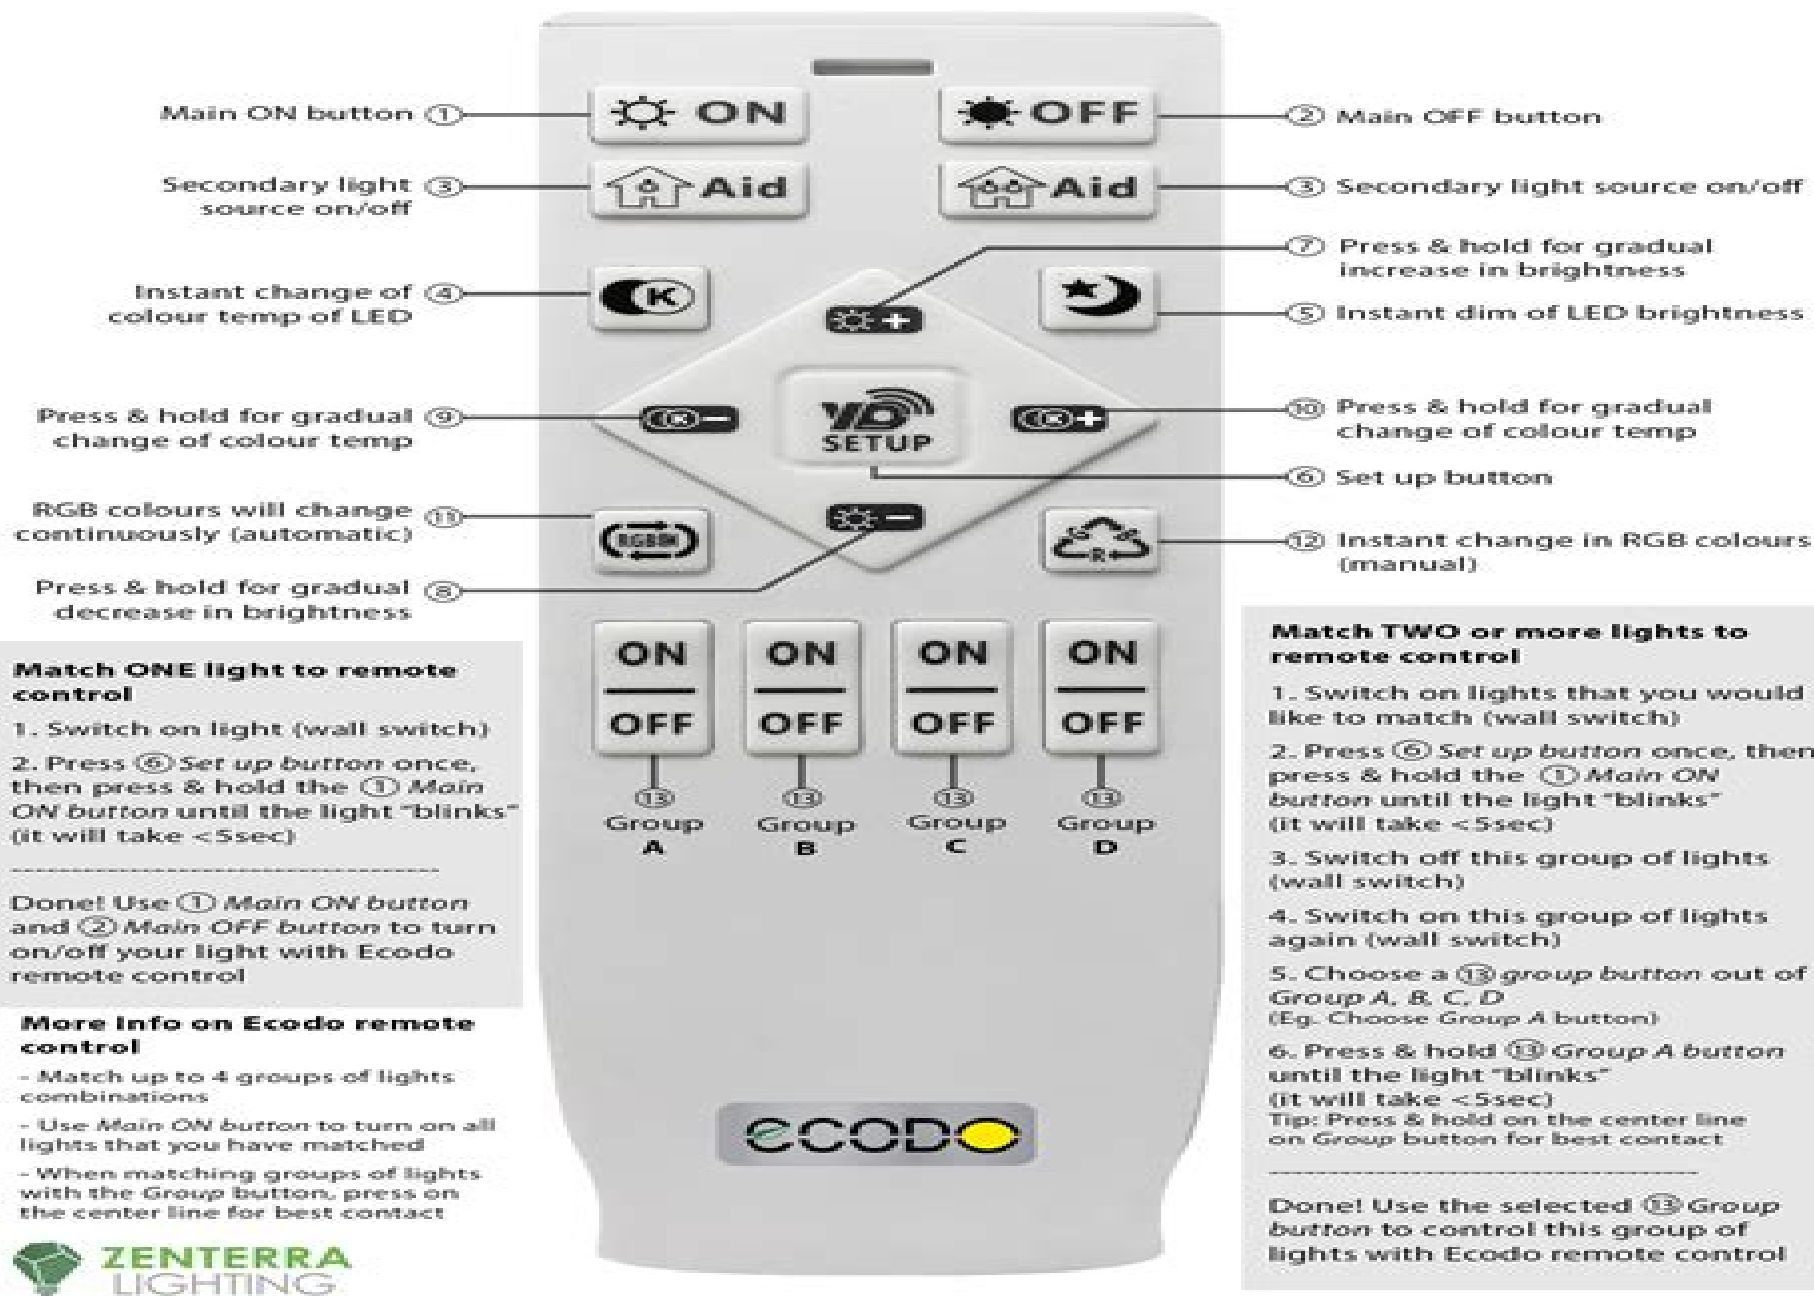 Main ON button ①
Secondary light ③
source on/off
Instant change of ④
colour temp of LED
Press & hold for gradual ⑨
change of colour temp
RGB colours will change ⑪
continuously (automatic)
Press & hold for gradual ⑧
decrease in brightness
ON
OFF
Aid
Aid
K
+
K −
YD
SETUP
K +
−
RGB
R
ON
OFF
ON
OFF
ON
OFF
ON
OFF
⑬
Group
A
⑬
Group
B
⑬
Group
C
⑬
Group
D
ecodo
② Main OFF button
③ Secondary light source on/off
⑦ Press & hold for gradual
increase in brightness
⑤ Instant dim of LED brightness
⑩ Press & hold for gradual
change of colour temp
⑥ Set up button
⑫ Instant change in RGB colours
(manual)
Match ONE light to remote
control
1. Switch on light (wall switch)
2. Press ⑥ Set up button once,
then press & hold the ① Main
ON button until the light "blinks"
(it will take <5sec)
Done! Use ① Main ON button
and ② Main OFF button to turn
on/off your light with Ecodo
remote control
More Info on Ecodo remote
control
- Match up to 4 groups of lights
combinations
- Use Main ON button to turn on all
lights that you have matched
- When matching groups of lights
with the Group button, press on
the center line for best contact
ZENTERRA
LIGHTING
Match TWO or more lights to
remote control
1. Switch on lights that you would
like to match (wall switch)
2. Press ⑥ Set up button once, then
press & hold the ① Main ON
button until the light "blinks"
(it will take <5sec)
3. Switch off this group of lights
(wall switch)
4. Switch on this group of lights
again (wall switch)
5. Choose a ⑬ group button out of
Group A, B, C, D
(Eg. Choose Group A button)
6. Press & hold ⑬ Group A button
until the light "blinks"
(it will take <5sec)
Tip: Press & hold on the center line
on Group button for best contact
Done! Use the selected ⑬ Group
button to control this group of
lights with Ecodo remote control